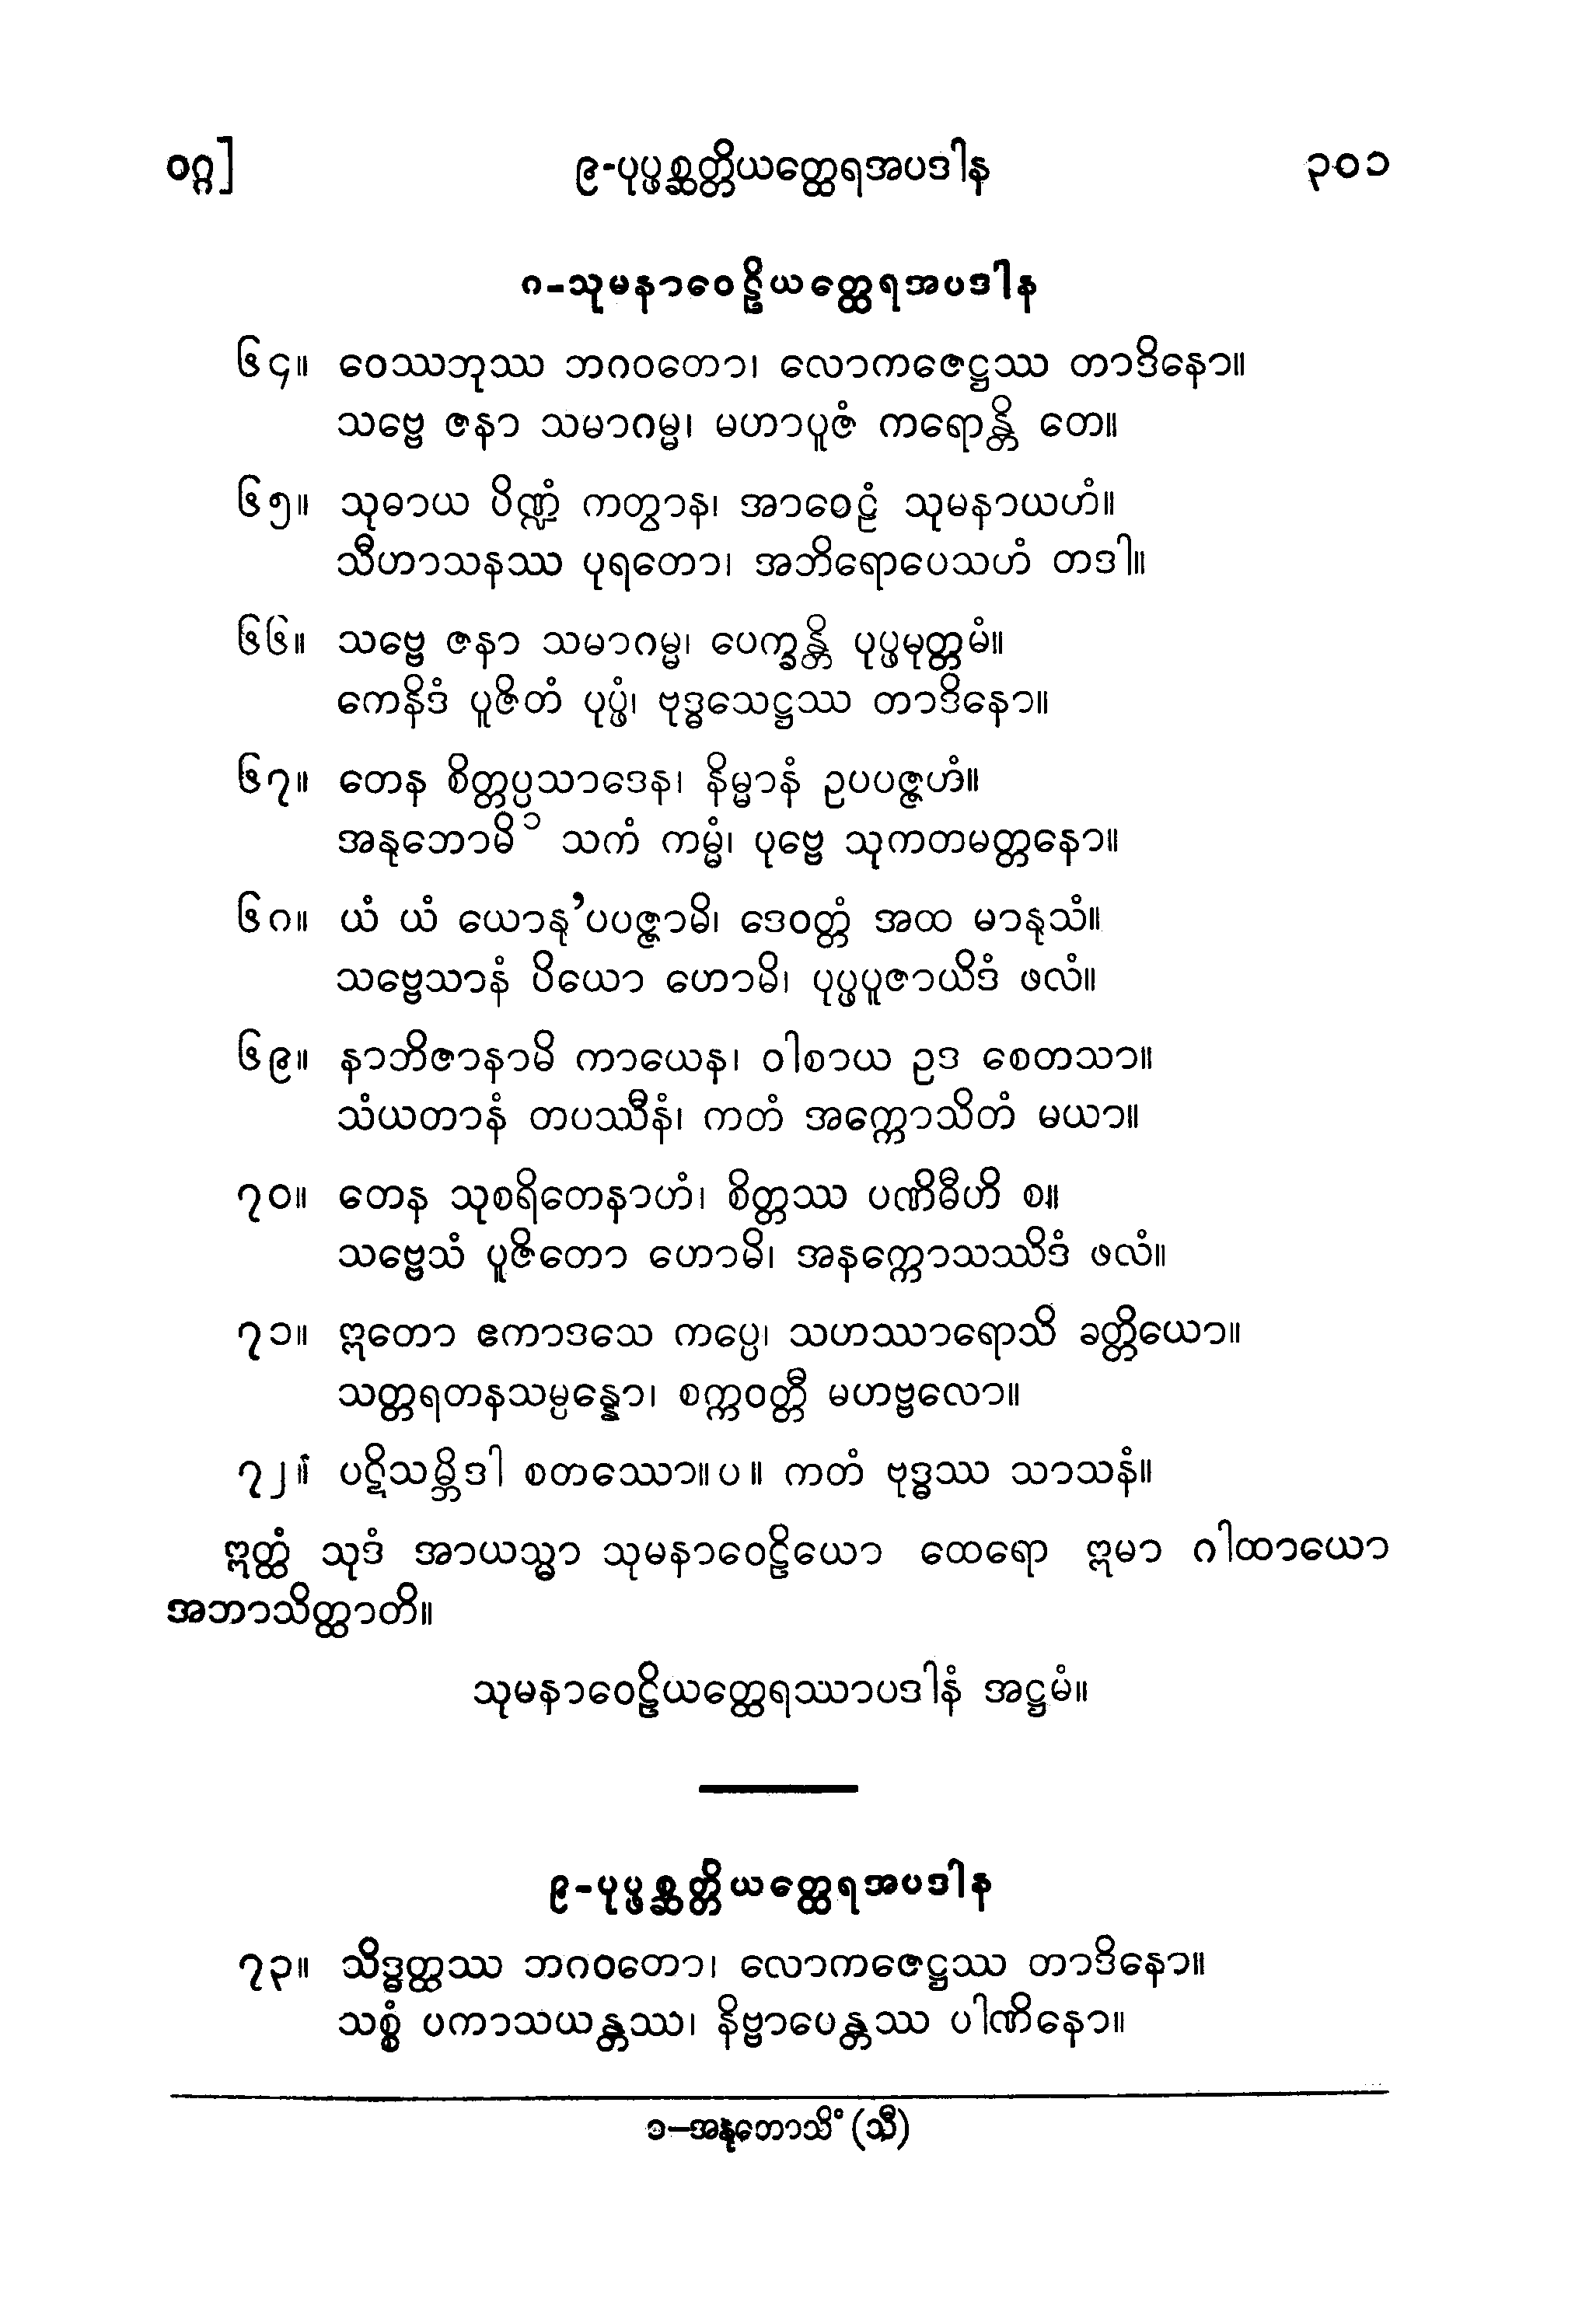 ဝဂ္ဂ] ၉-ပုပ္ဖစ္ဆတ္တိယတ္ထေရအပဒါန ၃၀၁
၈-သုမနာဝေဠိယတ္ထေရအပဒါန
၆၄။ ဝေဿဘုဿ ဘဂဝတော၊ လောကဇေဋ္ဌဿ တာဒိနော။
သဗ္ဗေ ဇနာ သမာဂမ္မ၊ မဟာပူဇံ ကရောန္တိ တေ။
၆၅။ သုဓာယ ပိဏ္ဍံ ကတွာန၊ အာဝေဠံ သုမနာယဟံ။
သီဟာသနဿ ပုရတော၊ အဘိရောပေသဟံ တဒါ။
၆၆။ သဗ္ဗေ ဇနာ သမာဂမ္မ၊ ပေက္ခန္တိ ပုပ္ဖမုတ္တမံ။
ကေနိဒံ ပူဇိတံ ပုပ္ဖံ၊ ဗုဒ္ဓသေဋ္ဌဿ တာဒိနော။
၆၇။ တေန စိတ္တပ္ပသာဒေန၊ နိမ္မာနံ ဥပပဇ္ဇဟံ။
အနုဘောမိ ၁ သကံ ကမ္မံ၊ ပုဗ္ဗေ သုကတမတ္တနော။
၆၈။ ယံ ယံ ယောနု’ပပဇ္ဇာမိ၊ ဒေဝတ္တံ အထ မာနုသံ။
သဗ္ဗေသာနံ ပိယော ဟောမိ၊ ပုပ္ဖပူဇာယိဒံ ဖလံ။
၆၉။ နာဘိဇာနာမိ ကာယေန၊ ဝါစာယ ဥဒ စေတသာ။
သံယတာနံ တပဿီနံ၊ ကတံ အက္ကောသိတံ မယာ။
၇၀။ တေန သုစရိတေနာဟံ၊ စိတ္တဿ ပဏိဓီဟိ စ။
သဗ္ဗေသံ ပူဇိတော ဟောမိ၊ အနက္ကောသဿိဒံ ဖလံ။
၇၁။ ဣတော ဧကာဒသေ ကပ္ပေ၊ သဟဿာရောသိ ခတ္တိယော။
သတ္တရတနသမ္ပန္နော၊ စက္ကဝတ္တီ မဟဗ္ဗလော။
၇၂။ ပဋိသမ္ဘိဒါ စတဿော။ပ။ ကတံ ဗုဒ္ဓဿ သာသနံ။
ဣတ္ထံ သုဒံ အာယသ္မာ သုမနာဝေဠိယော ထေရော ဣမာ ဂါထာယော
အဘာသိတ္ထာတိ။
သုမနာဝေဠိယတ္ထေရဿာပဒါနံ အဋ္ဌမံ။
၉-ပုပ္ဖစ္ဆတ္တိယတ္ထေရအပဒါန
၇၃။ သိဒ္ဓတ္ထဿ ဘဂဝတော၊ လောကဇေဋ္ဌဿ တာဒိနော။
သစ္စံ ပကာသယန္တဿ၊ နိဗ္ဗာပေန္တဿ ပါဏိနော။
၁-အနုဘောသိံ (သီ)